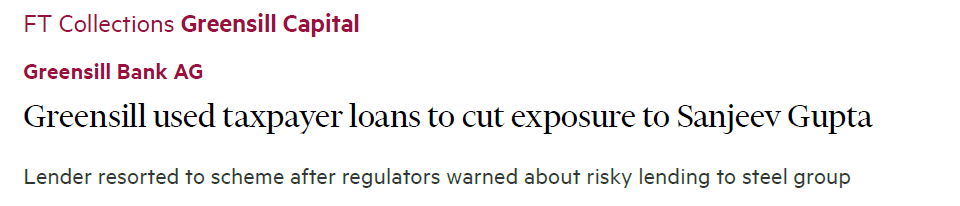 FT Collections Greensill Capital
Greensill Bank AG
Greensill used taxpayer loans to cut exposure to Sanjeev Gupta
Lender resorted to scheme after regulators warned about risky lending to steel group